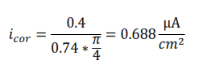 i_cor = 0.4 / (0.74 * π/4) = 0.688 μA/cm²